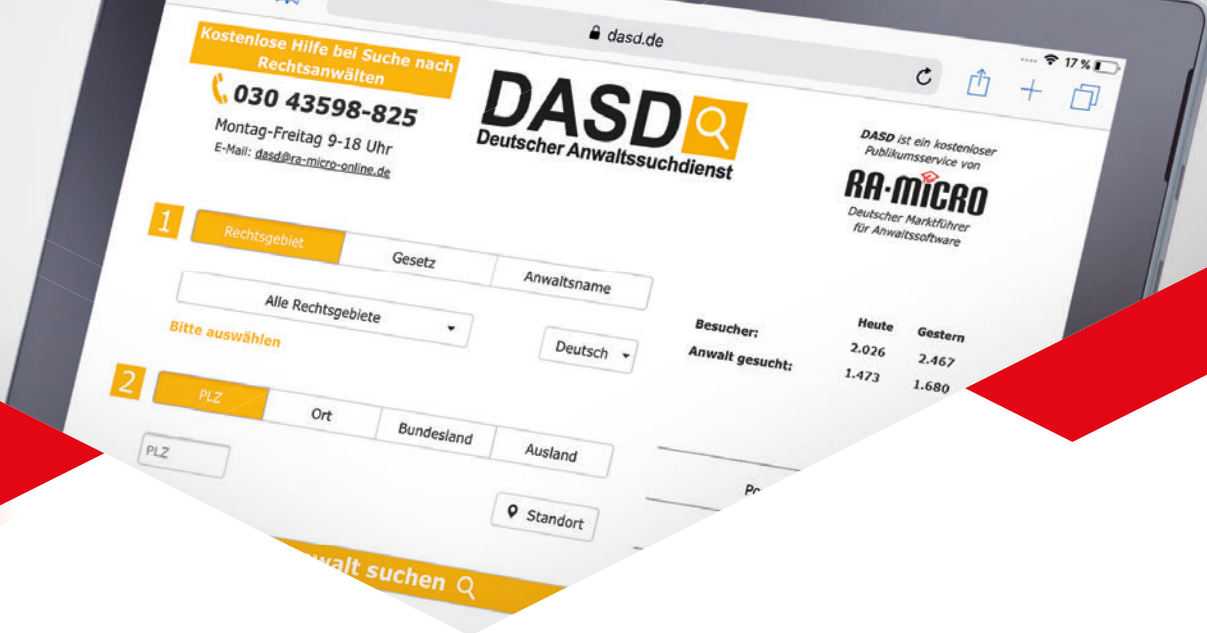 dasd.de
17 %
Kostenlose Hilfe bei Suche nach
Rechtsanwälten
030 43598-825
Montag-Freitag 9-18 Uhr
E-Mail: dasd@ra-micro-online.de
DASD
Deutscher Anwaltssuchdienst
DASD ist ein kostenloser
Publikumsservice von
RA-MICRO
Deutscher Marktführer
für Anwaltssoftware
1
Rechtsgebiet
Gesetz
Anwaltsname
Alle Rechtsgebiete
Deutsch
Bitte auswählen
Heute Gestern
Besucher: 2.026 2.467
Anwalt gesucht: 1.473 1.680
2
PLZ
Ort
Bundesland
Ausland
PLZ
Standort
suchen